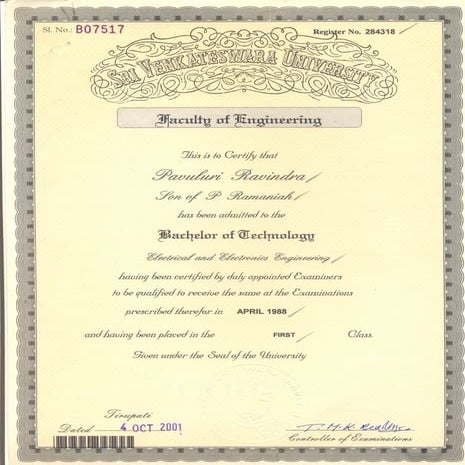 Sl. No.: B07517
Register No. 284318 /
SRI VENKATESWARA UNIVERSITY
Faculty of Engineering
This is to Certify that
Pavuluri Ravindra /
Son of P Ramaniah /
has been admitted to the
Bachelor of Technology
Electrical and Electronics Engineering /
having been certified by duly appointed Examiners
to be qualified to receive the same at the Examinations
prescribed therefor in APRIL 1988 /
and having been placed in the FIRST / Class.
Given under the Seal of the University
Tirupati
Dated 4 OCT 2001
Controller of Examinations